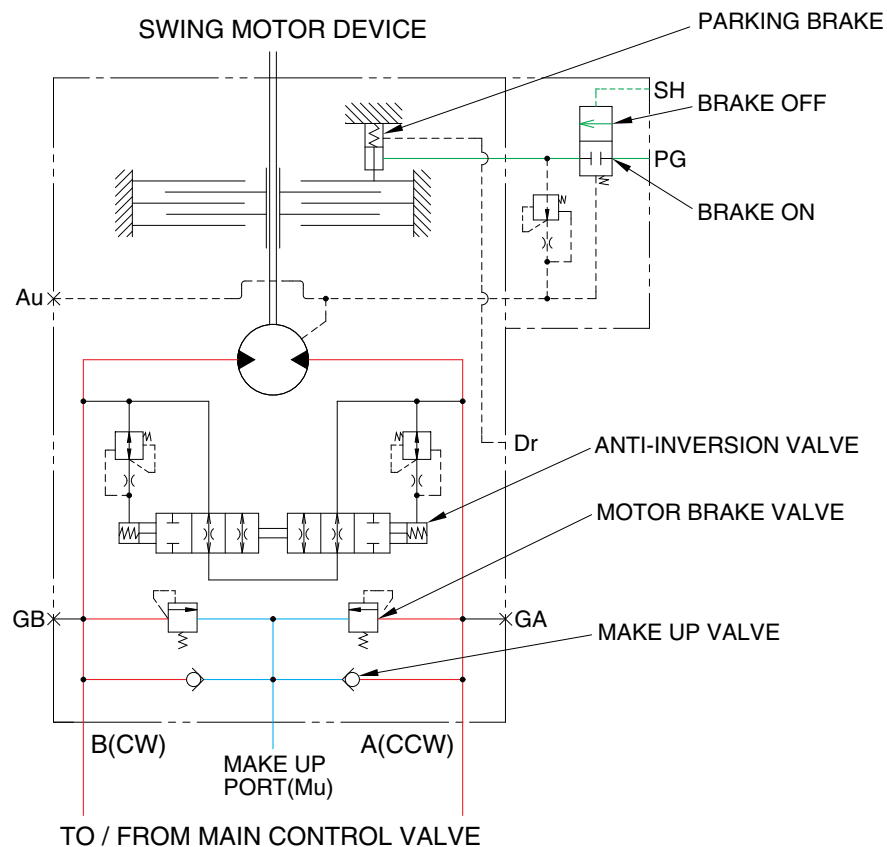 SWING MOTOR DEVICE
PARKING BRAKE
SH
BRAKE OFF
PG
BRAKE ON
Au
Dr
ANTI-INVERSION VALVE
MOTOR BRAKE VALVE
GB
GA
MAKE UP VALVE
B(CW)
A(CCW)
MAKE UP
PORT(Mu)
TO / FROM MAIN CONTROL VALVE